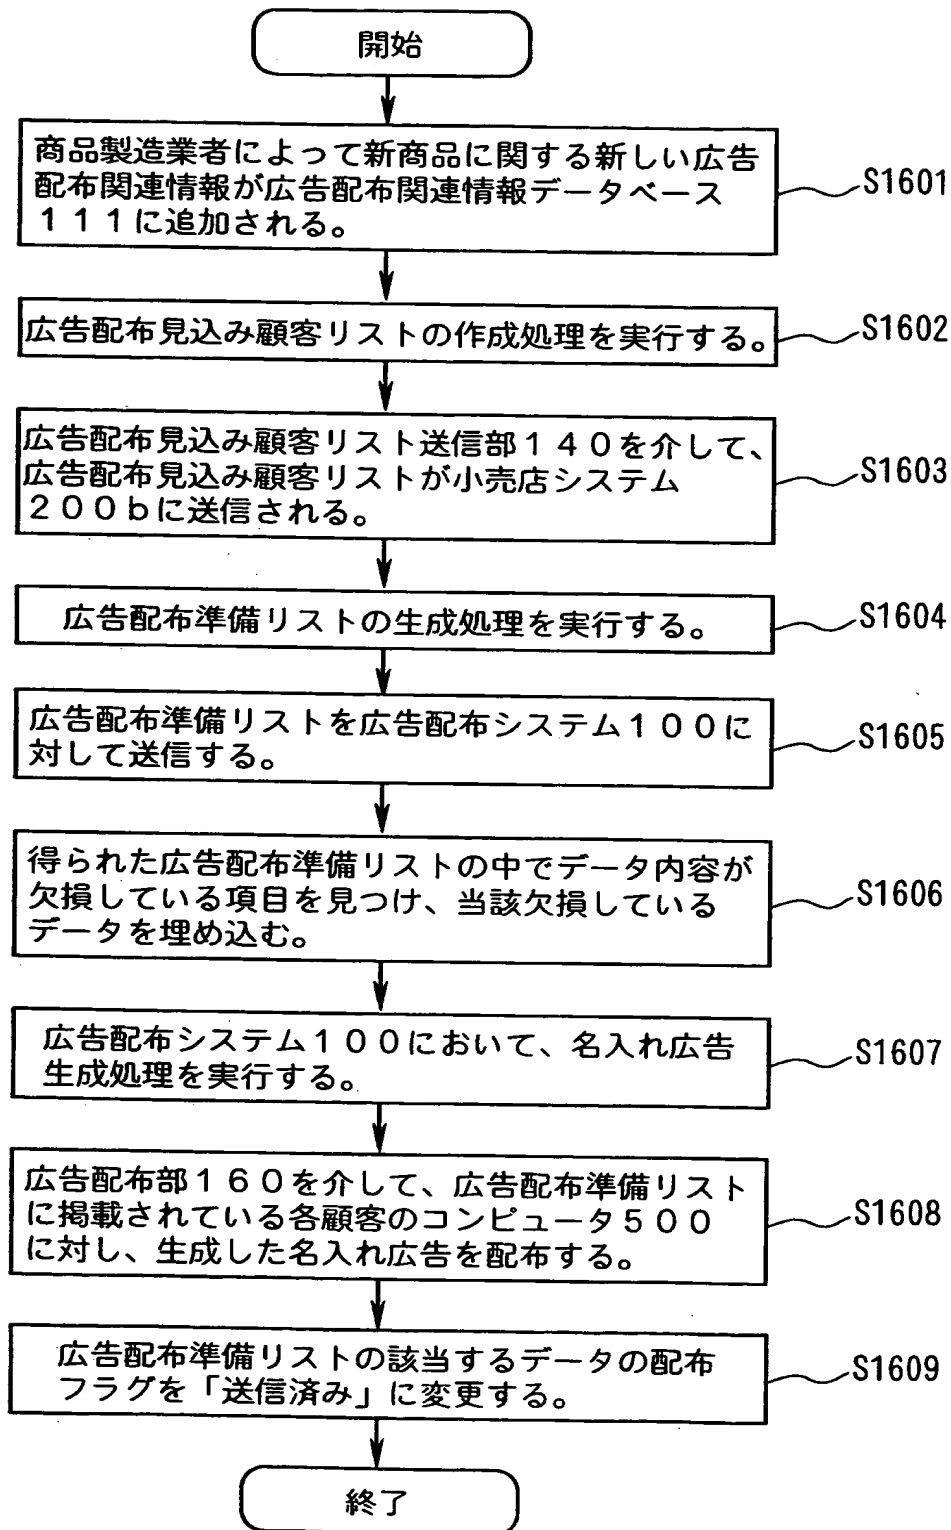 開始
商品製造業者によって新商品に関する新しい広告
配布関連情報が広告配布関連情報データベース
１１１に追加される。
S1601
広告配布見込み顧客リストの作成処理を実行する。
S1602
広告配布見込み顧客リスト送信部１４０を介して、
広告配布見込み顧客リストが小売店システム
２００ｂに送信される。
S1603
広告配布準備リストの生成処理を実行する。
S1604
広告配布準備リストを広告配布システム１００に
対して送信する。
S1605
得られた広告配布準備リストの中でデータ内容が
欠損している項目を見つけ、当該欠損している
データを埋め込む。
S1606
広告配布システム１００において、名入れ広告
生成処理を実行する。
S1607
広告配布部１６０を介して、広告配布準備リスト
に掲載されている各顧客のコンピュータ５００
に対し、生成した名入れ広告を配布する。
S1608
広告配布準備リストの該当するデータの配布
フラグを「送信済み」に変更する。
S1609
終了